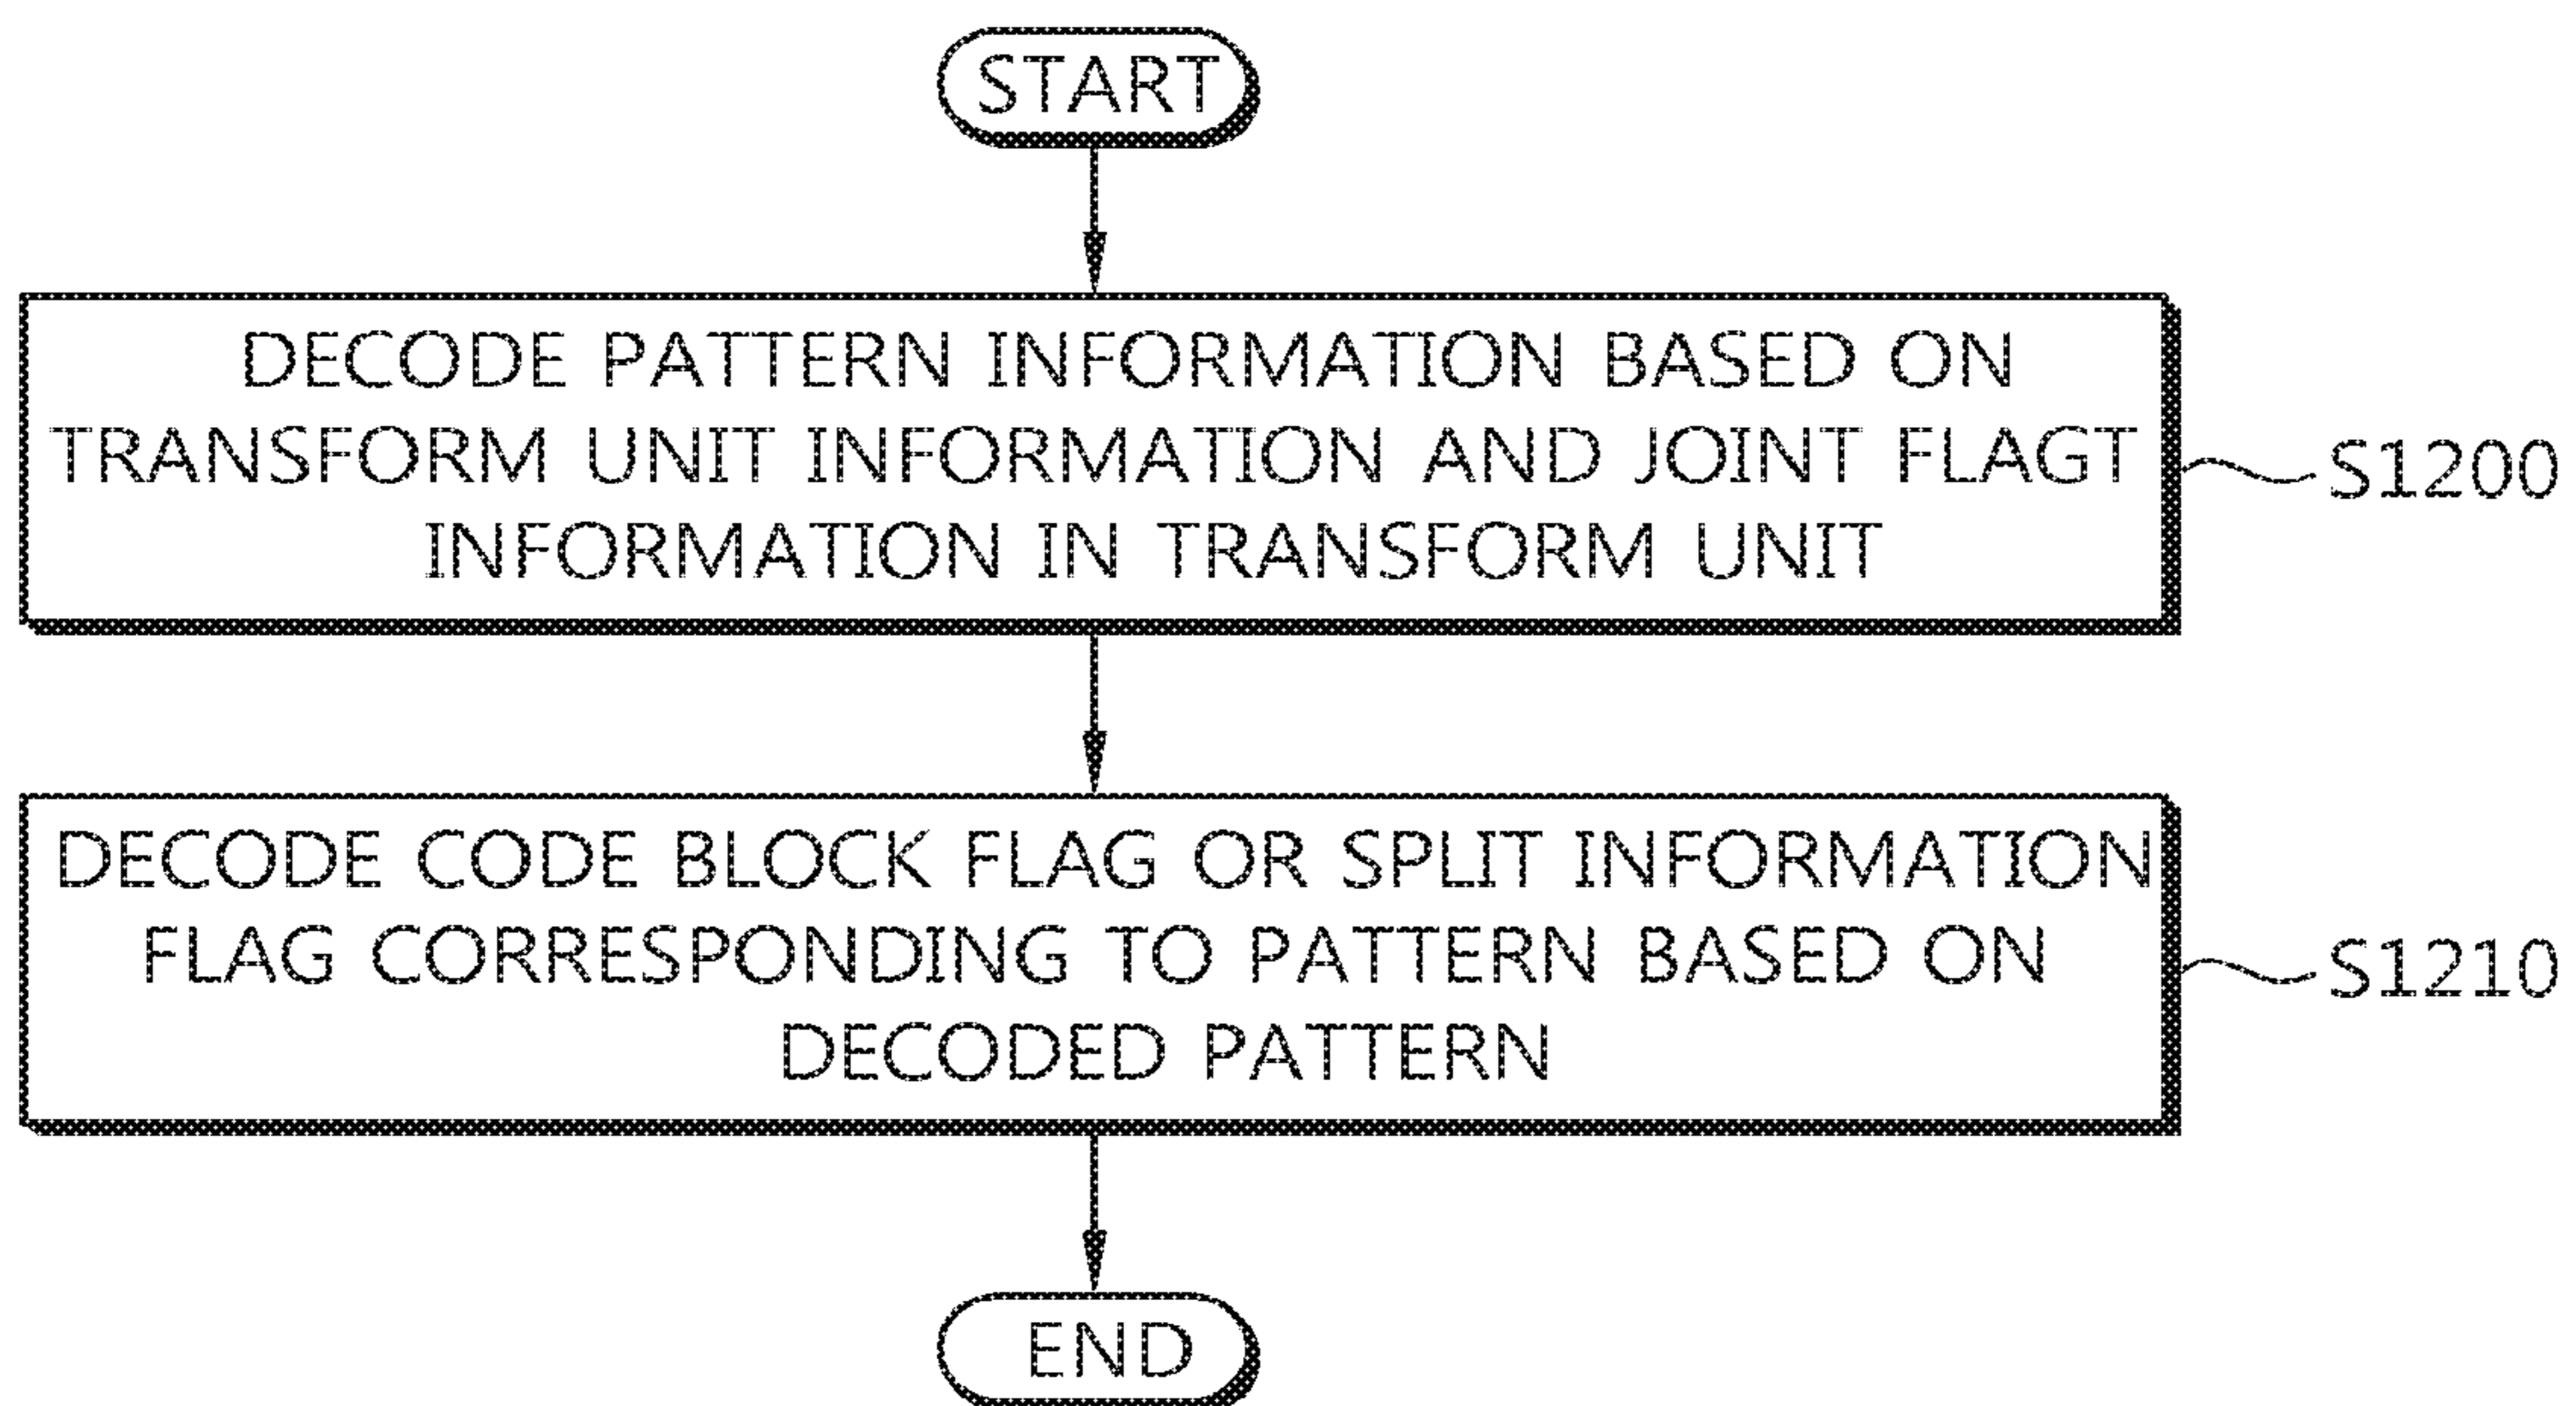 START
DECODE PATTERN INFORMATION BASED ON
TRANSFORM UNIT INFORMATION AND JOINT FLAGT
INFORMATION IN TRANSFORM UNIT
S1200
DECODE CODE BLOCK FLAG OR SPLIT INFORMATION
FLAG CORRESPONDING TO PATTERN BASED ON
DECODED PATTERN
S1210
END